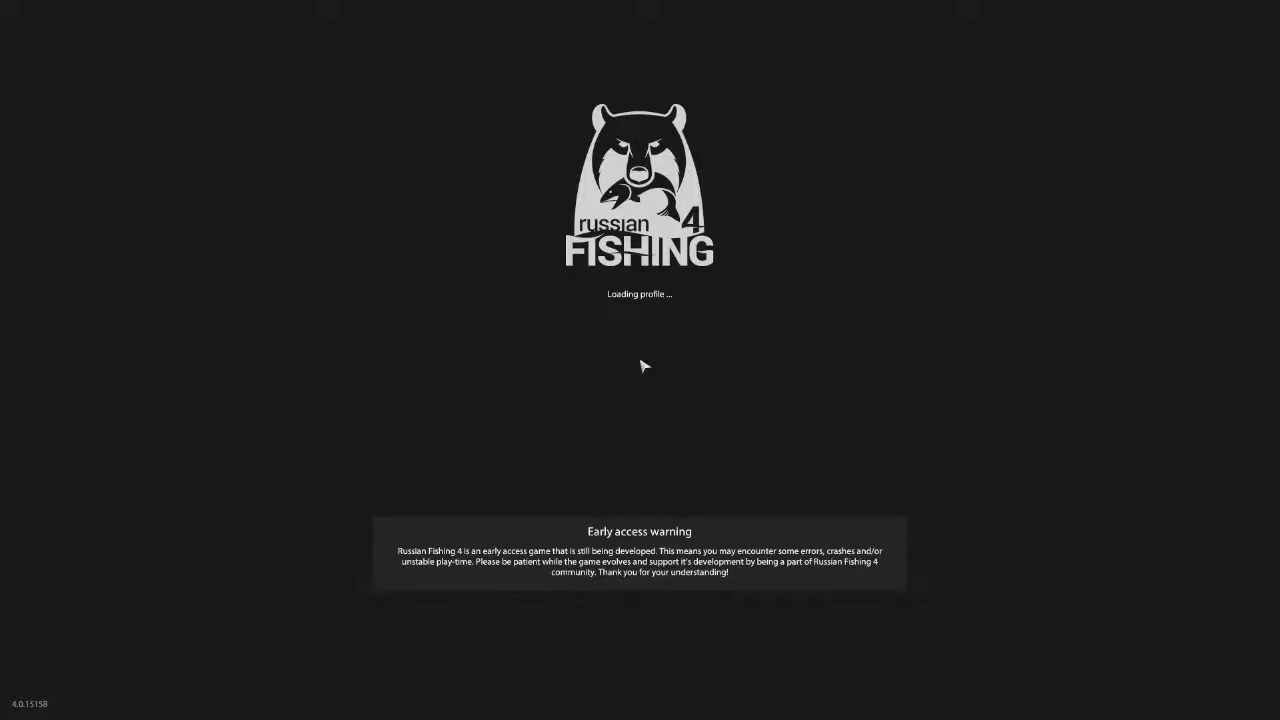 russian 4
FISHING
Loading profile ...
Early access warning
Russian Fishing 4 is an early access game that is still being developed. This means you may encounter some errors, crashes and/or
unstable play-time. Please be patient while the game evolves and support it's development by being a part of Russian Fishing 4
community. Thank you for your understanding!
4.0.15158